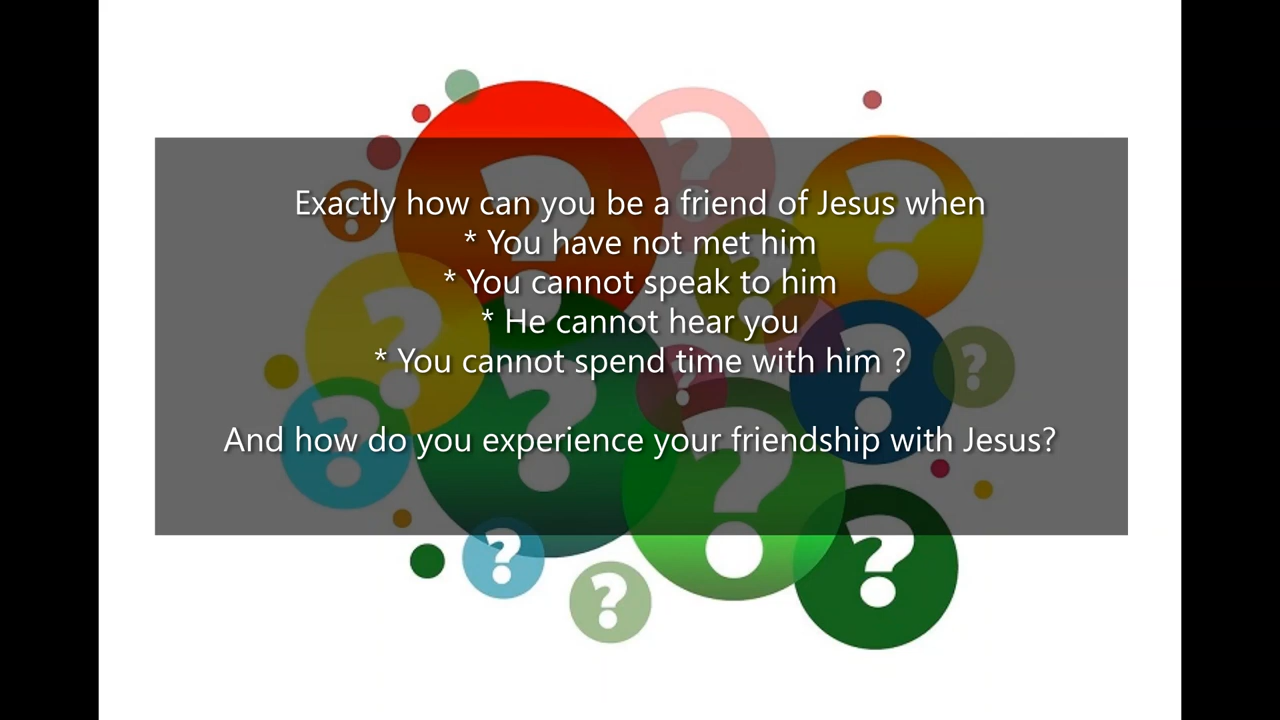 Exactly how can you be a friend of Jesus when
* You have not met him
* You cannot speak to him
* He cannot hear you
* You cannot spend time with him ?
And how do you experience your friendship with Jesus?